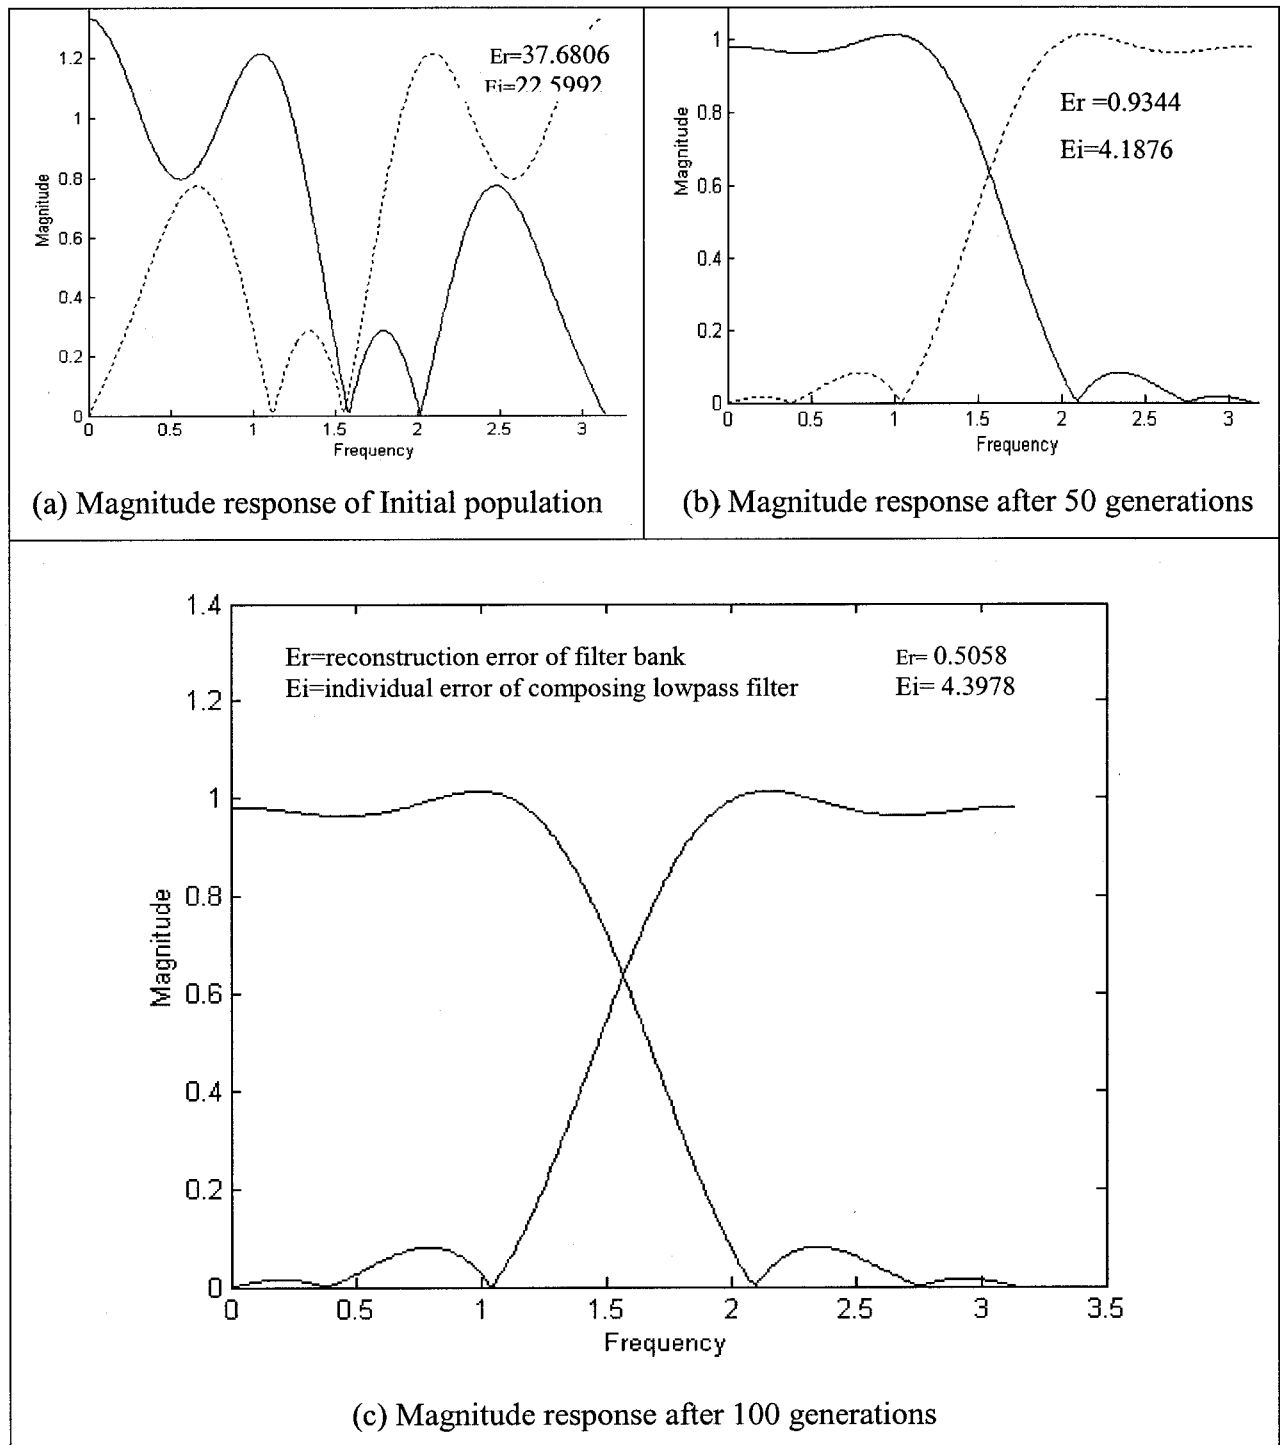 Er=37.6806
Ei=22.5992
1.2
1
0.8
0.6
0.4
0.2
0
Magnitude
0 0.5 1 1.5 2 2.5 3
Frequency
(a) Magnitude response of Initial population
Er =0.9344
Ei=4.1876
1
0.8
0.6
0.4
0.2
0
Magnitude
0 0.5 1 1.5 2 2.5 3
Frequency
(b) Magnitude response after 50 generations
Er=reconstruction error of filter bank Er= 0.5058
Ei=individual error of composing lowpass filter Ei= 4.3978
1.4
1.2
1
0.8
0.6
0.4
0.2
0
Magnitude
0 0.5 1 1.5 2 2.5 3 3.5
Frequency
(c) Magnitude response after 100 generations